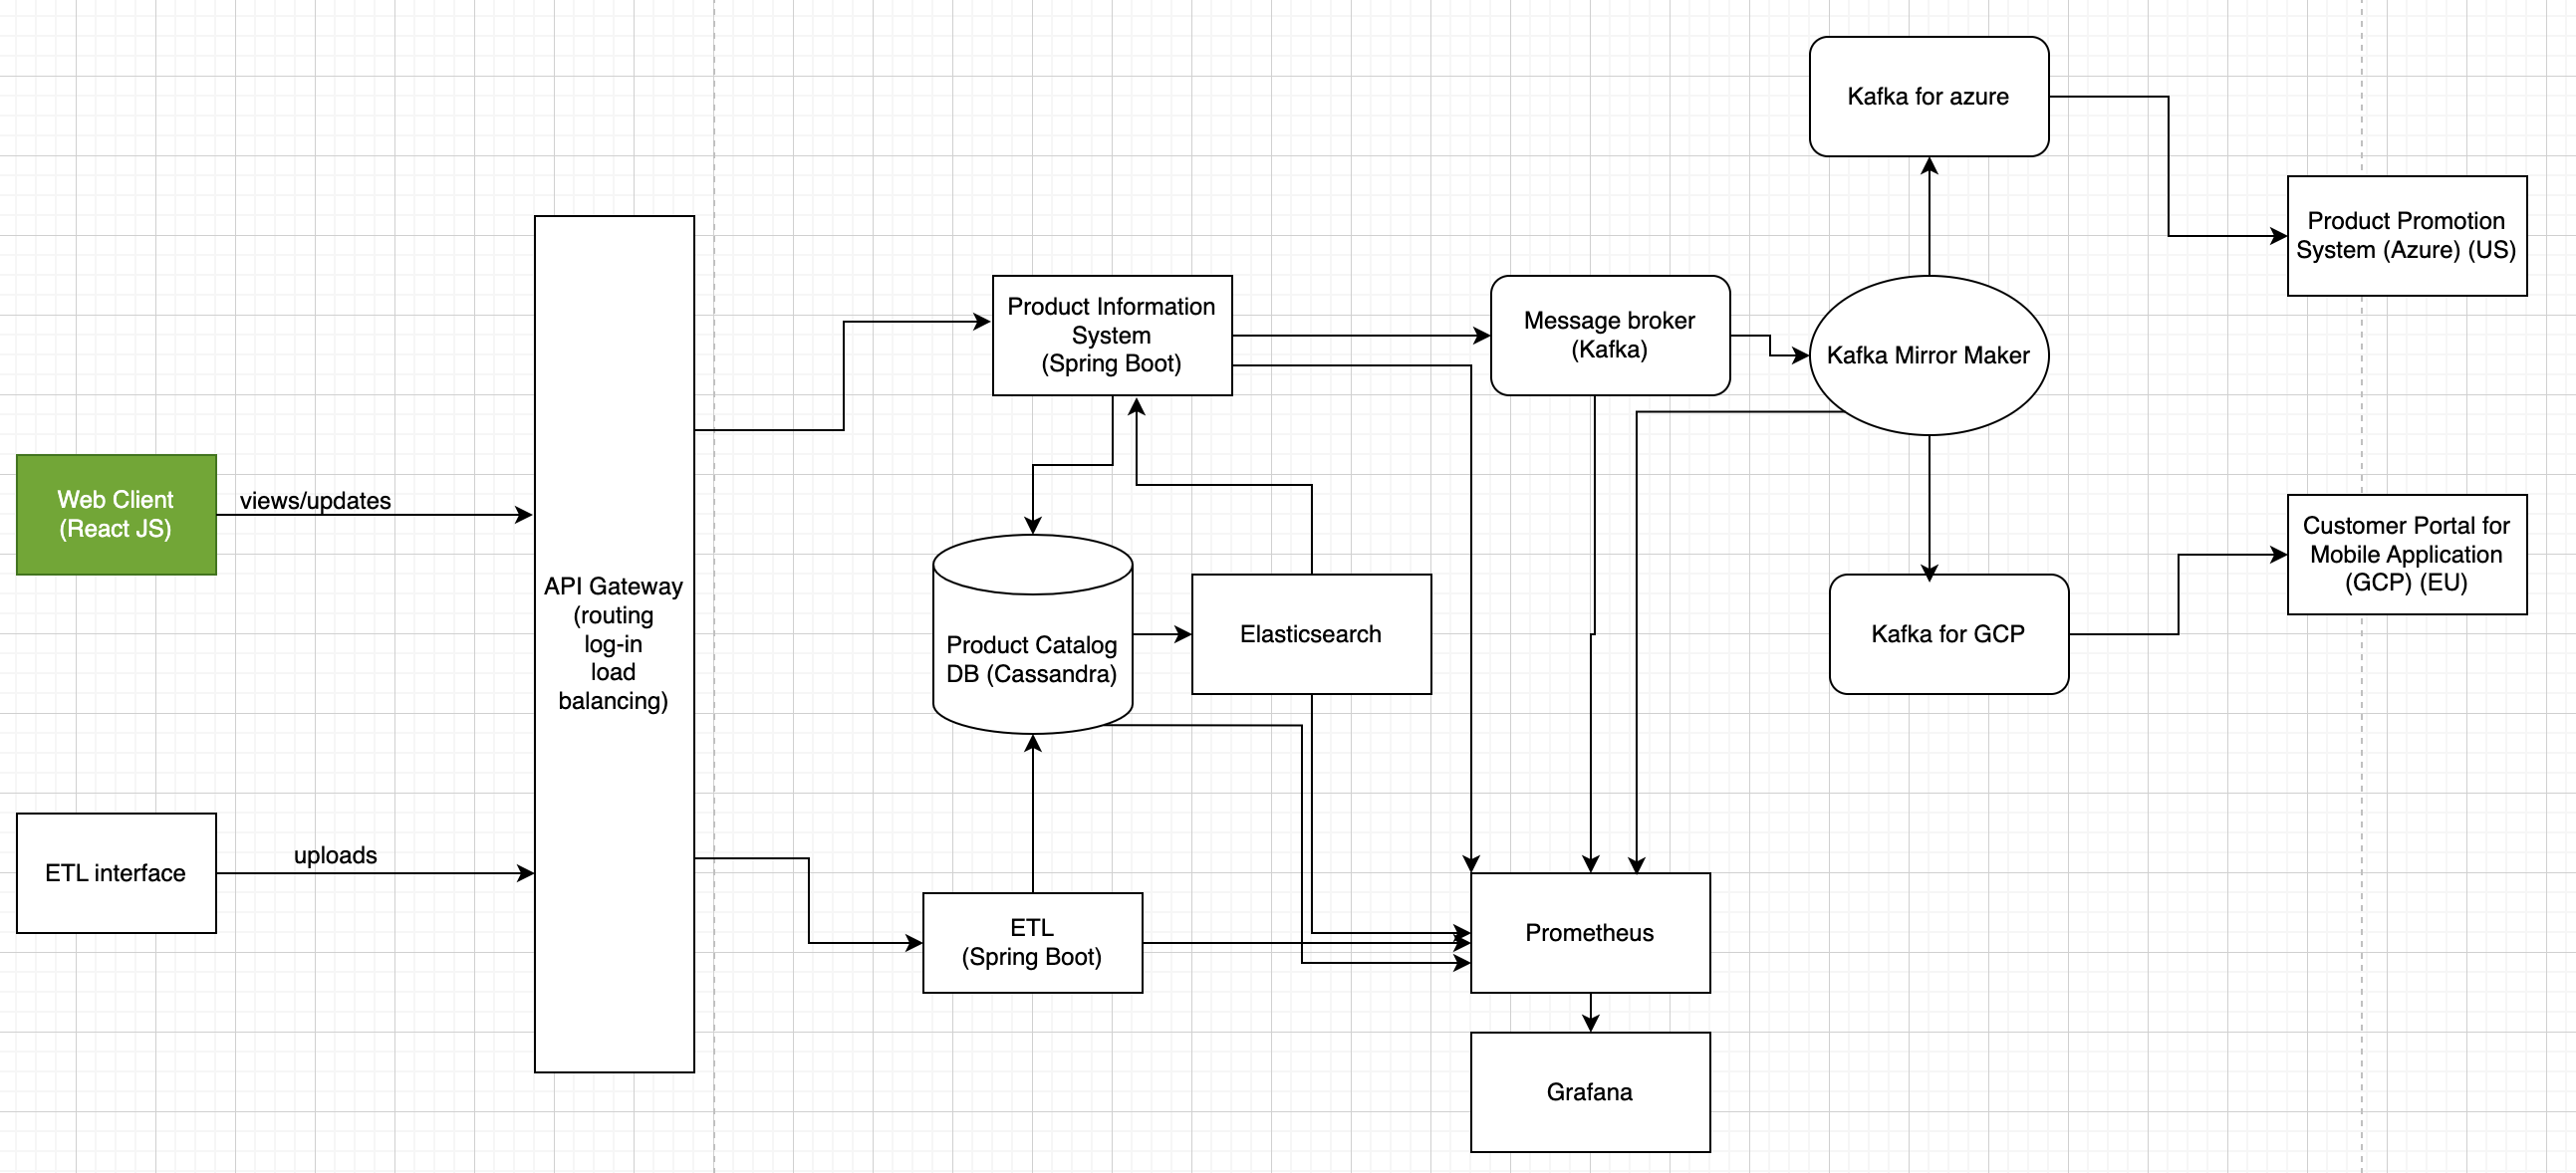 Kafka for azure
Product Promotion
System (Azure) (US)
Product Information
System
(Spring Boot)
Message broker
(Kafka)
Kafka Mirror Maker
Web Client
(React JS)
views/updates
API Gateway
(routing
log-in
load
balancing)
Customer Portal for
Mobile Application
(GCP) (EU)
Product Catalog
DB (Cassandra)
Elasticsearch
Kafka for GCP
ETL interface
uploads
ETL
(Spring Boot)
Prometheus
Grafana